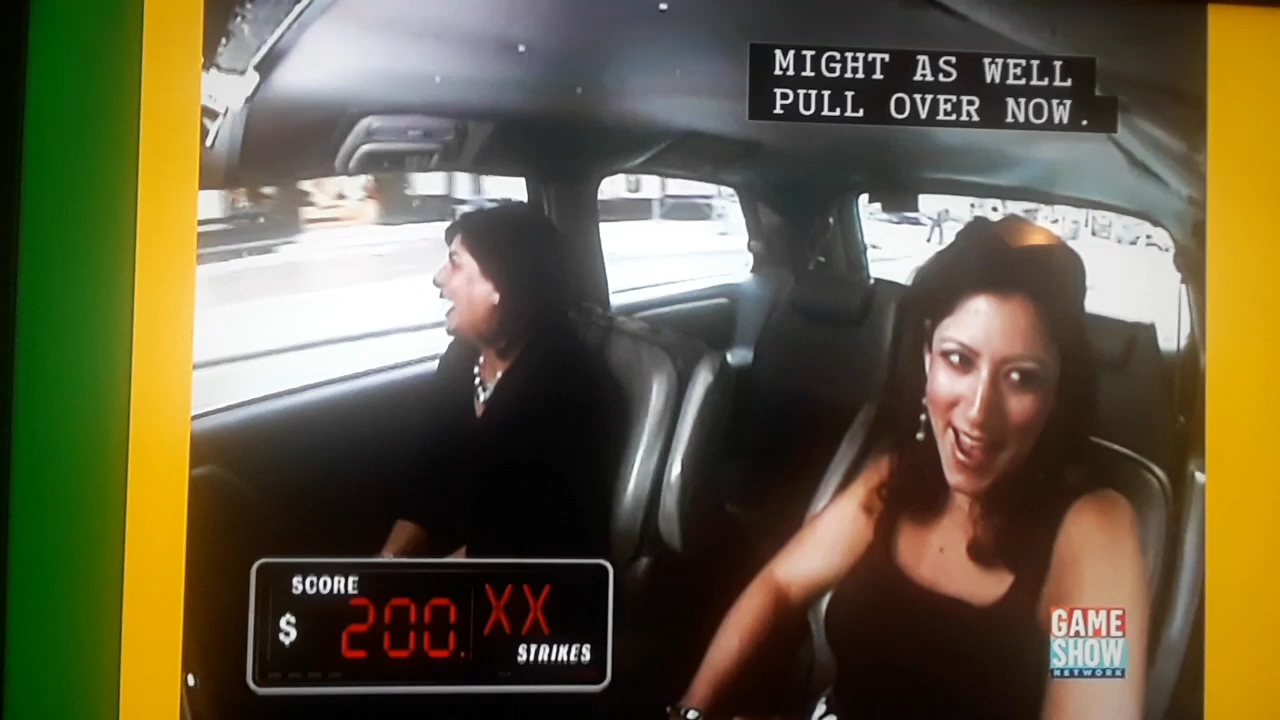 MIGHT AS WELL
PULL OVER NOW.
SCORE
$ 200. XX
STRIKES
GAME
SHOW
NETWORK